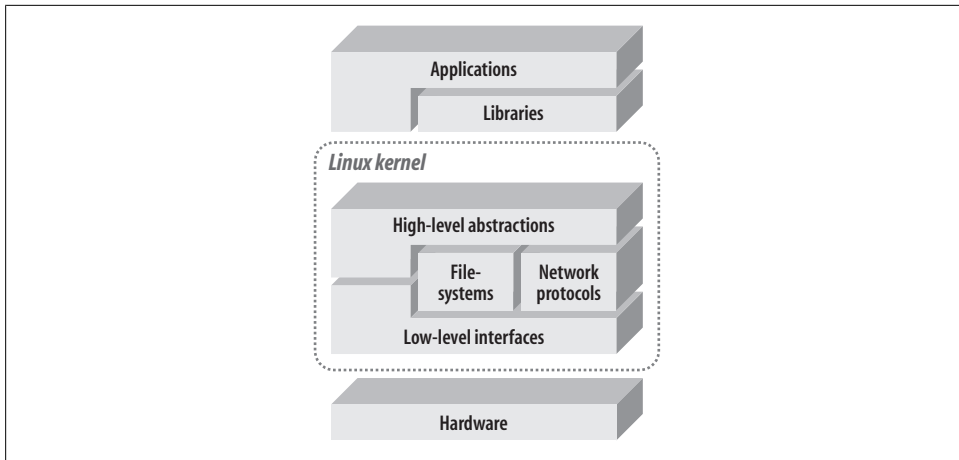 Applications
Libraries
Linux kernel
High-level abstractions
File-
systems
Network
protocols
Low-level interfaces
Hardware